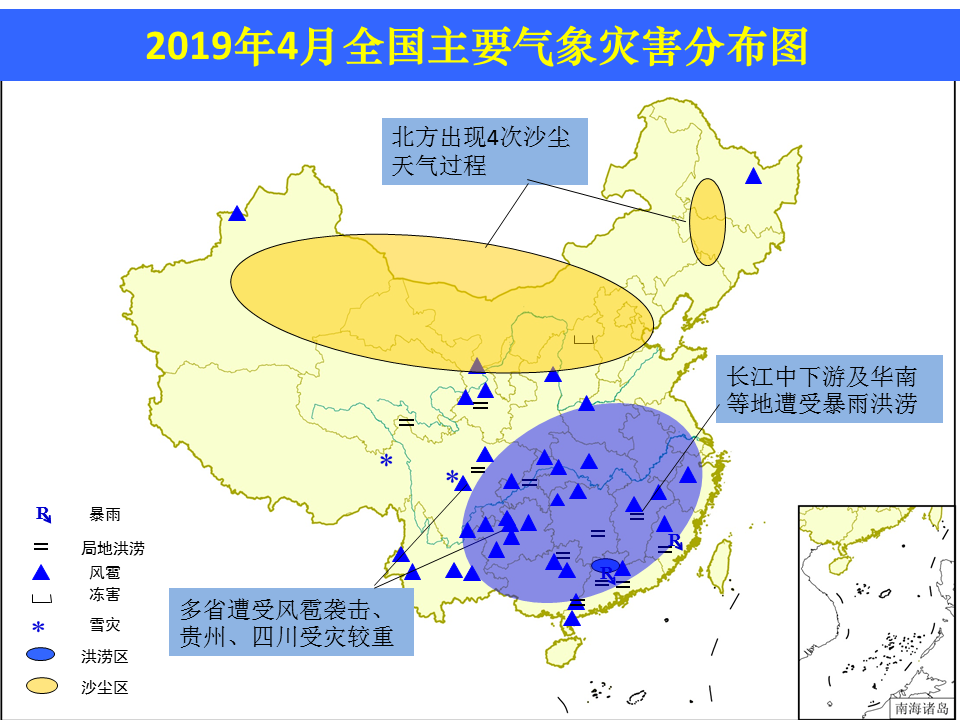 2019年4月全国主要气象灾害分布图
北方出现4次沙尘
天气过程
长江中下游及华南
等地遭受暴雨洪涝
R
R
R
暴雨
局地洪涝
风雹
冻害
雪灾
洪涝区
沙尘区
多省遭受风雹袭击、
贵州、四川受灾较重
南海诸岛